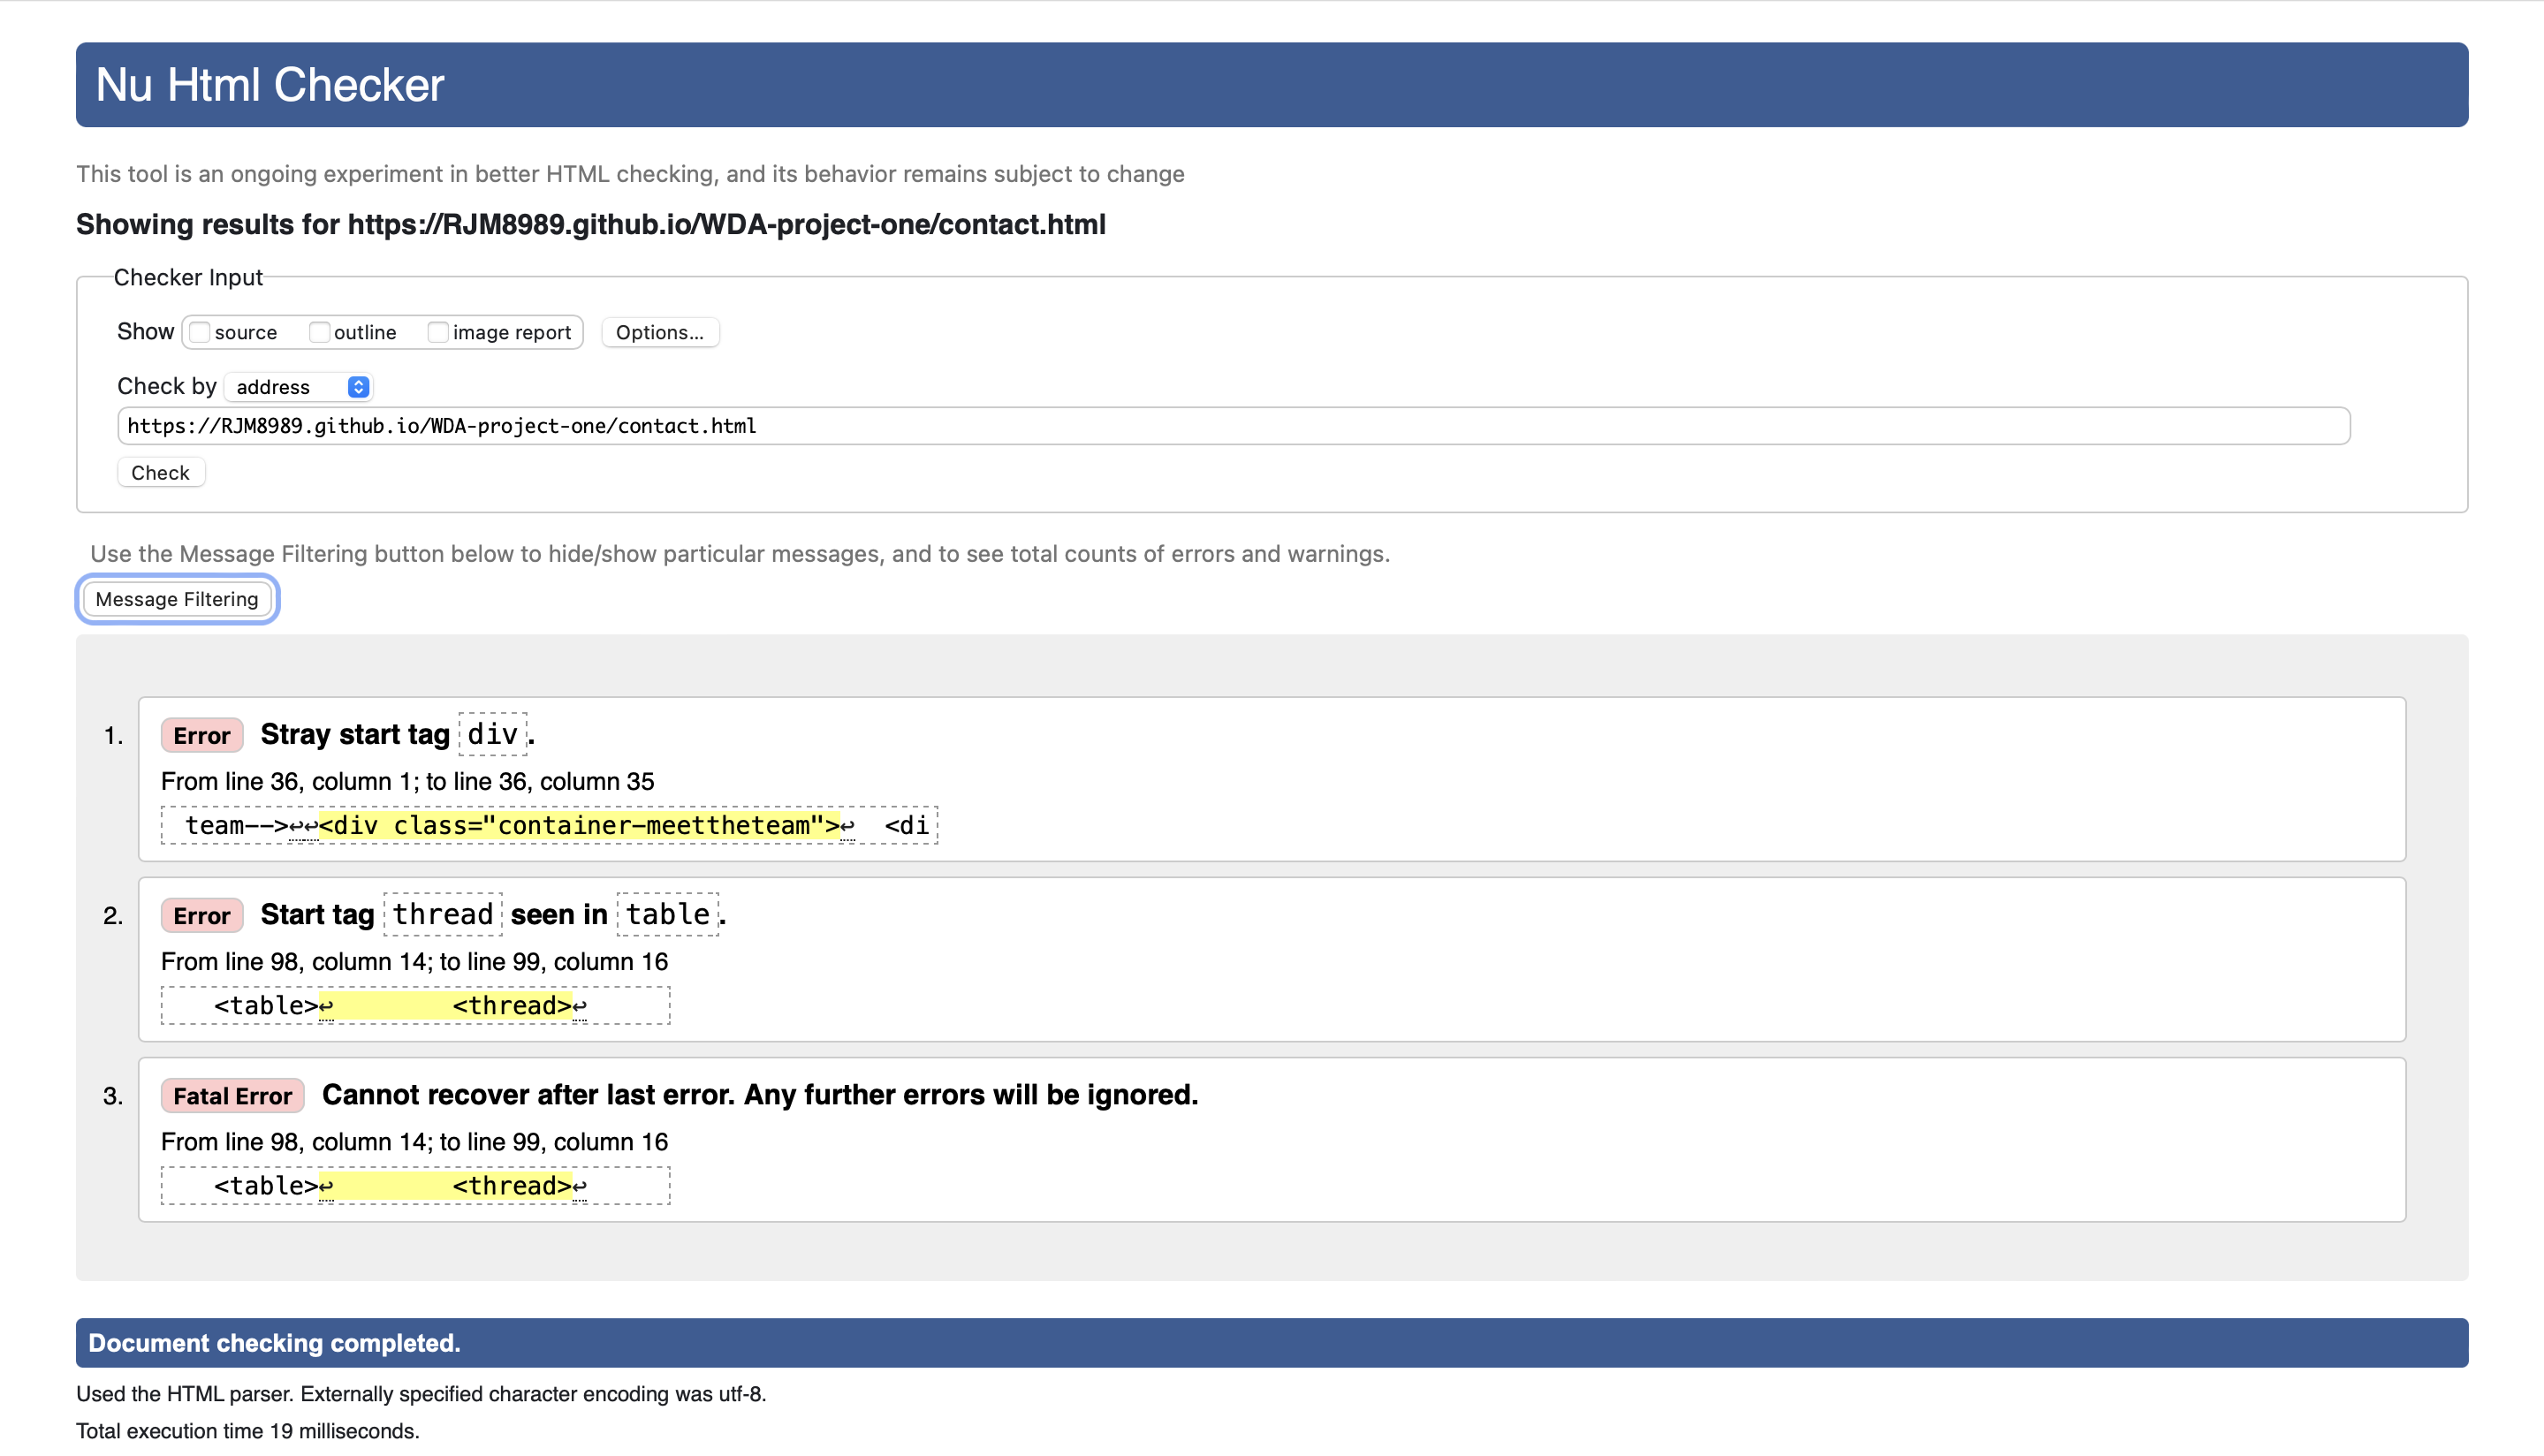 Nu Html Checker
This tool is an ongoing experiment in better HTML checking, and its behavior remains subject to change
Showing results for https://RJM8989.github.io/WDA-project-one/contact.html
Checker Input
Show source outline image report Options...
Check by address
https://RJM8989.github.io/WDA-project-one/contact.html
Check
Use the Message Filtering button below to hide/show particular messages, and to see total counts of errors and warnings.
Message Filtering
1. Error Stray start tag div.
From line 36, column 1; to line 36, column 35
team-->↩↩<div class="container-meettheteam">↩  <di
2. Error Start tag thread seen in table.
From line 98, column 14; to line 99, column 16
<table>↩        <thread>↩
3. Fatal Error Cannot recover after last error. Any further errors will be ignored.
From line 98, column 14; to line 99, column 16
<table>↩        <thread>↩
Document checking completed.
Used the HTML parser. Externally specified character encoding was utf-8.
Total execution time 19 milliseconds.